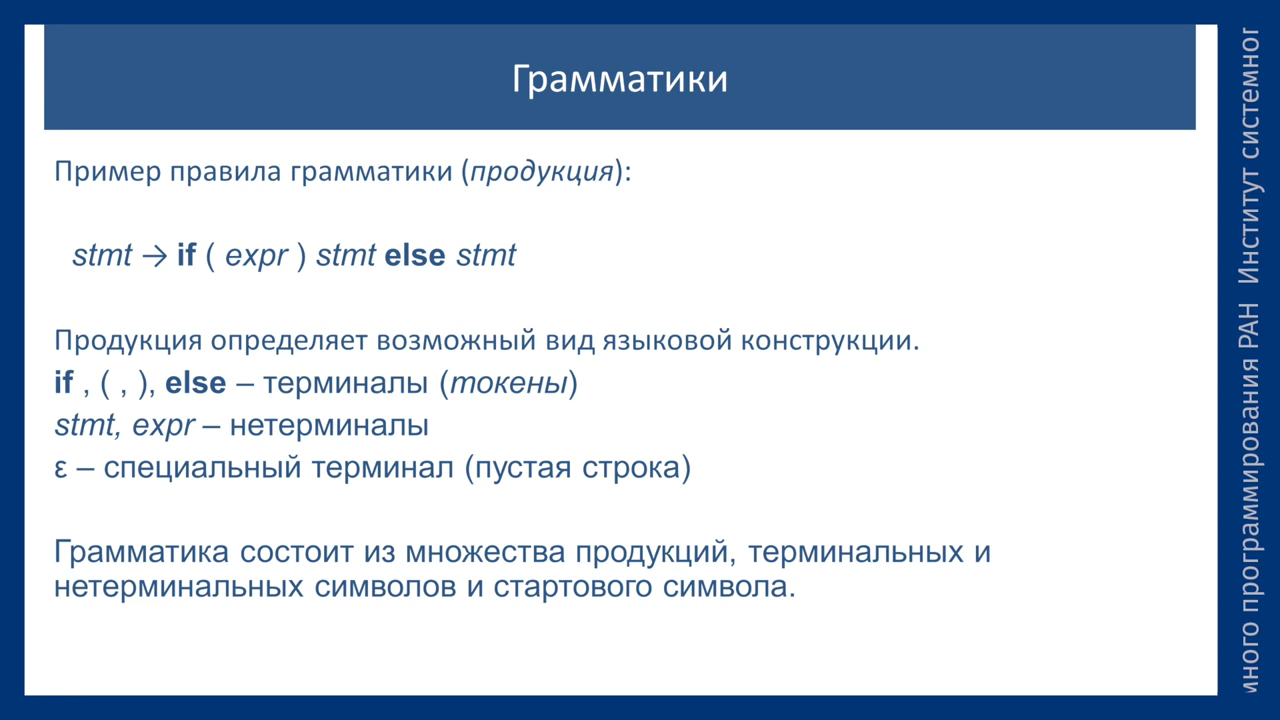 Грамматики
Пример правила грамматики (продукция):
stmt → if ( expr ) stmt else stmt
Продукция определяет возможный вид языковой конструкции.
if , ( , ), else – терминалы (токены)
stmt, expr – нетерминалы
ε – специальный терминал (пустая строка)
Грамматика состоит из множества продукций, терминальных и
нетерминальных символов и стартового символа.
ного программирования РАН Институт системног